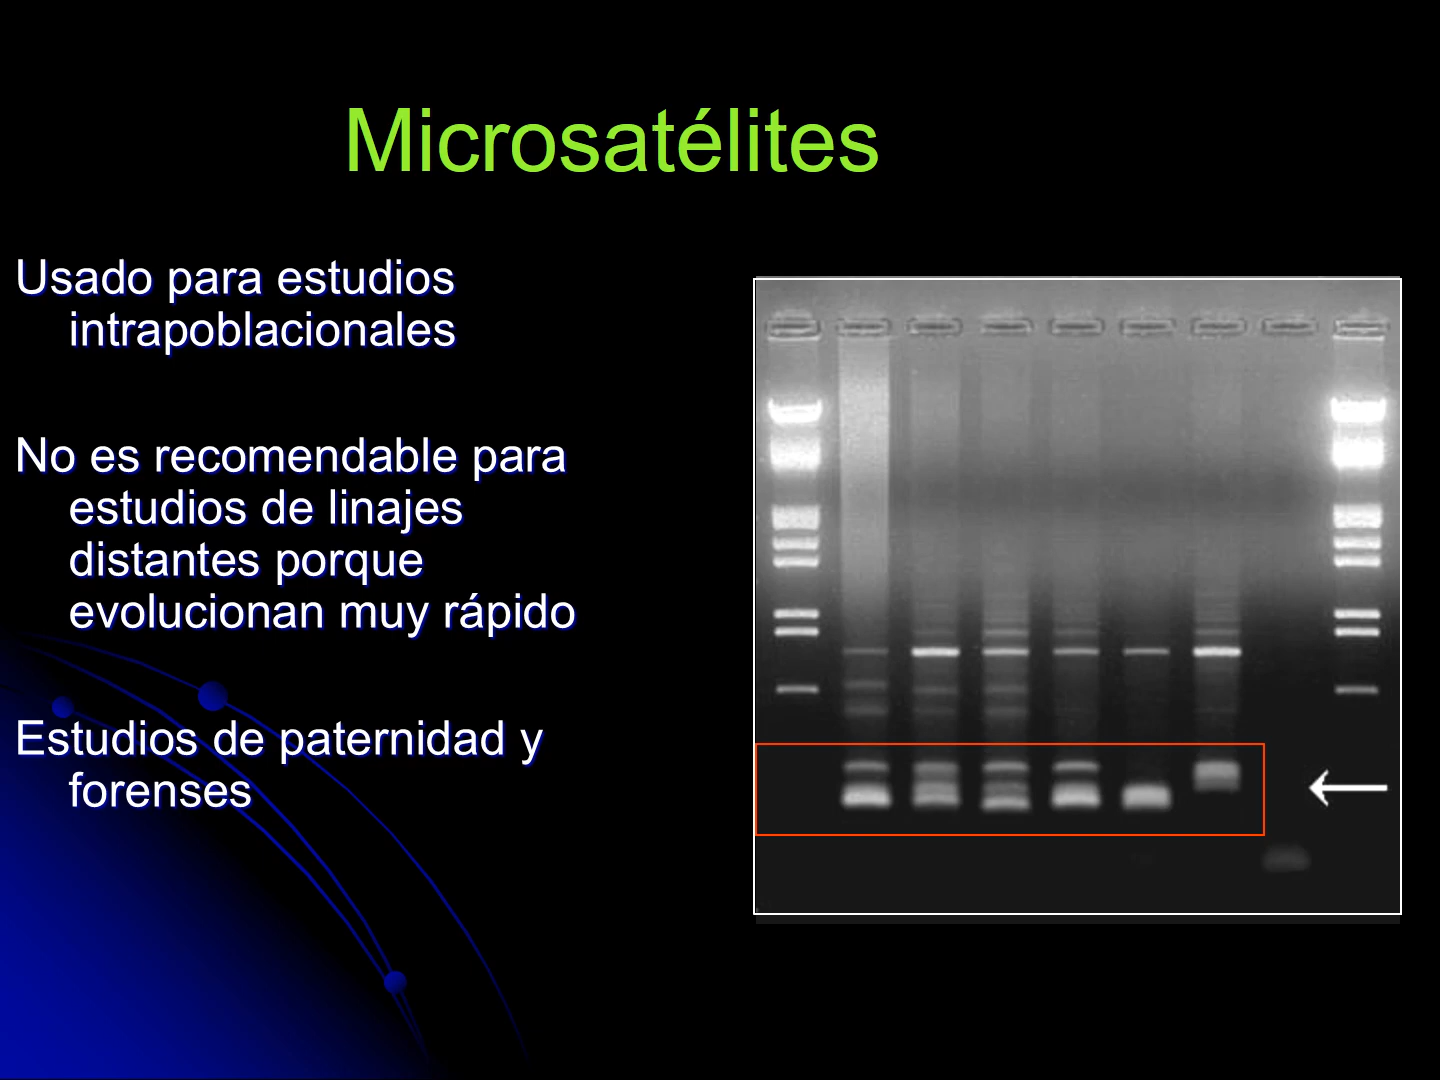 Microsatélites
Usado para estudios
intrapoblacionales
No es recomendable para
estudios de linajes
distantes porque
evolucionan muy rápido
Estudios de paternidad y
forenses